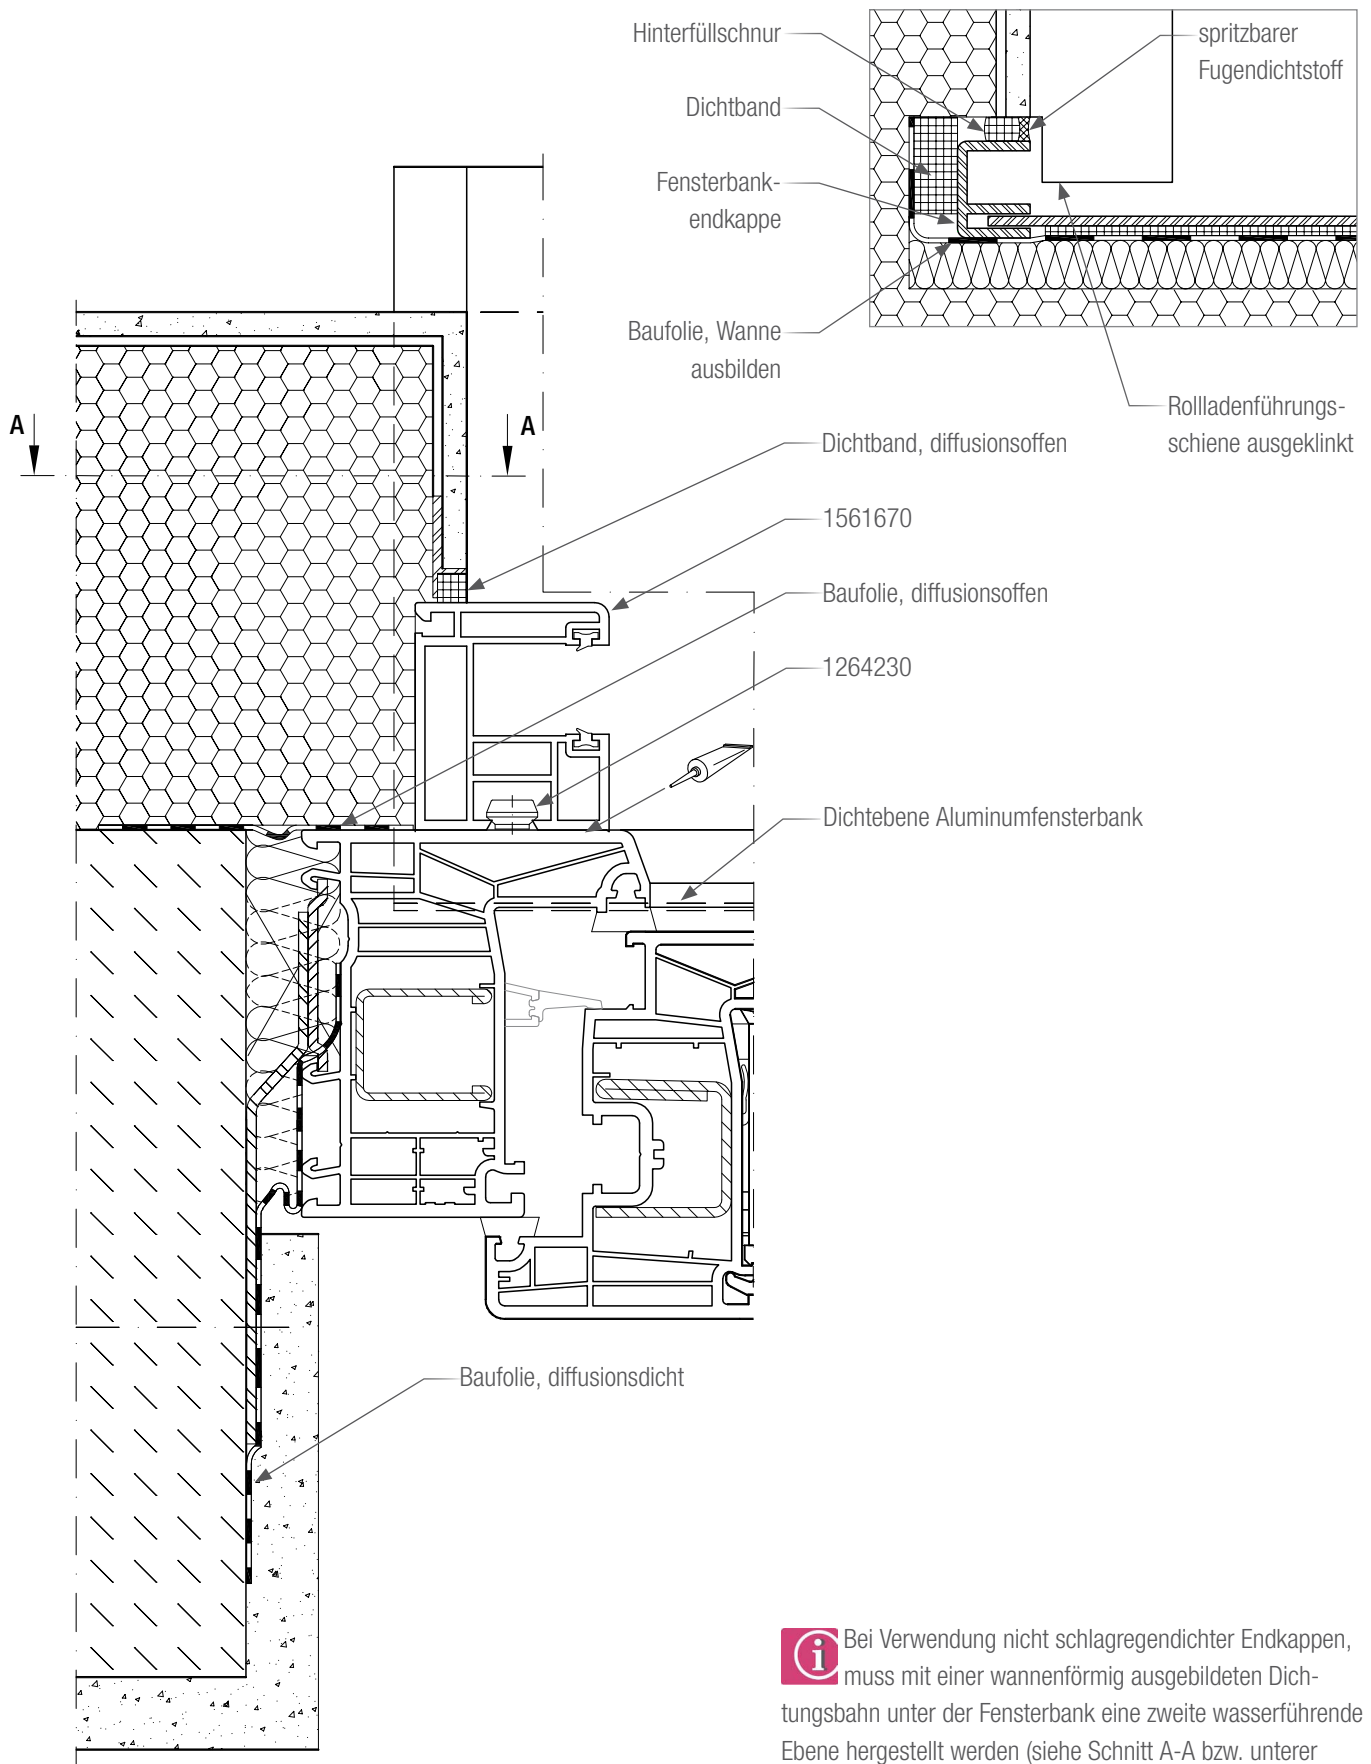 Hinterfüllschnur
spritzbarer
Fugendichtstoff
Dichtband
Fensterbank-
endkappe
Baufolie, Wanne
ausbilden
Rollladenführungs-
schiene ausgeklinkt
A
A
Dichtband, diffusionsoffen
1561670
Baufolie, diffusionsoffen
1264230
Dichtebene Aluminumfensterbank
Baufolie, diffusionsdicht
i
Bei Verwendung nicht schlagregendichter Endkappen,
muss mit einer wannenförmig ausgebildeten Dich-
tungsbahn unter der Fensterbank eine zweite wasserführende
Ebene hergestellt werden (siehe Schnitt A-A bzw. unterer